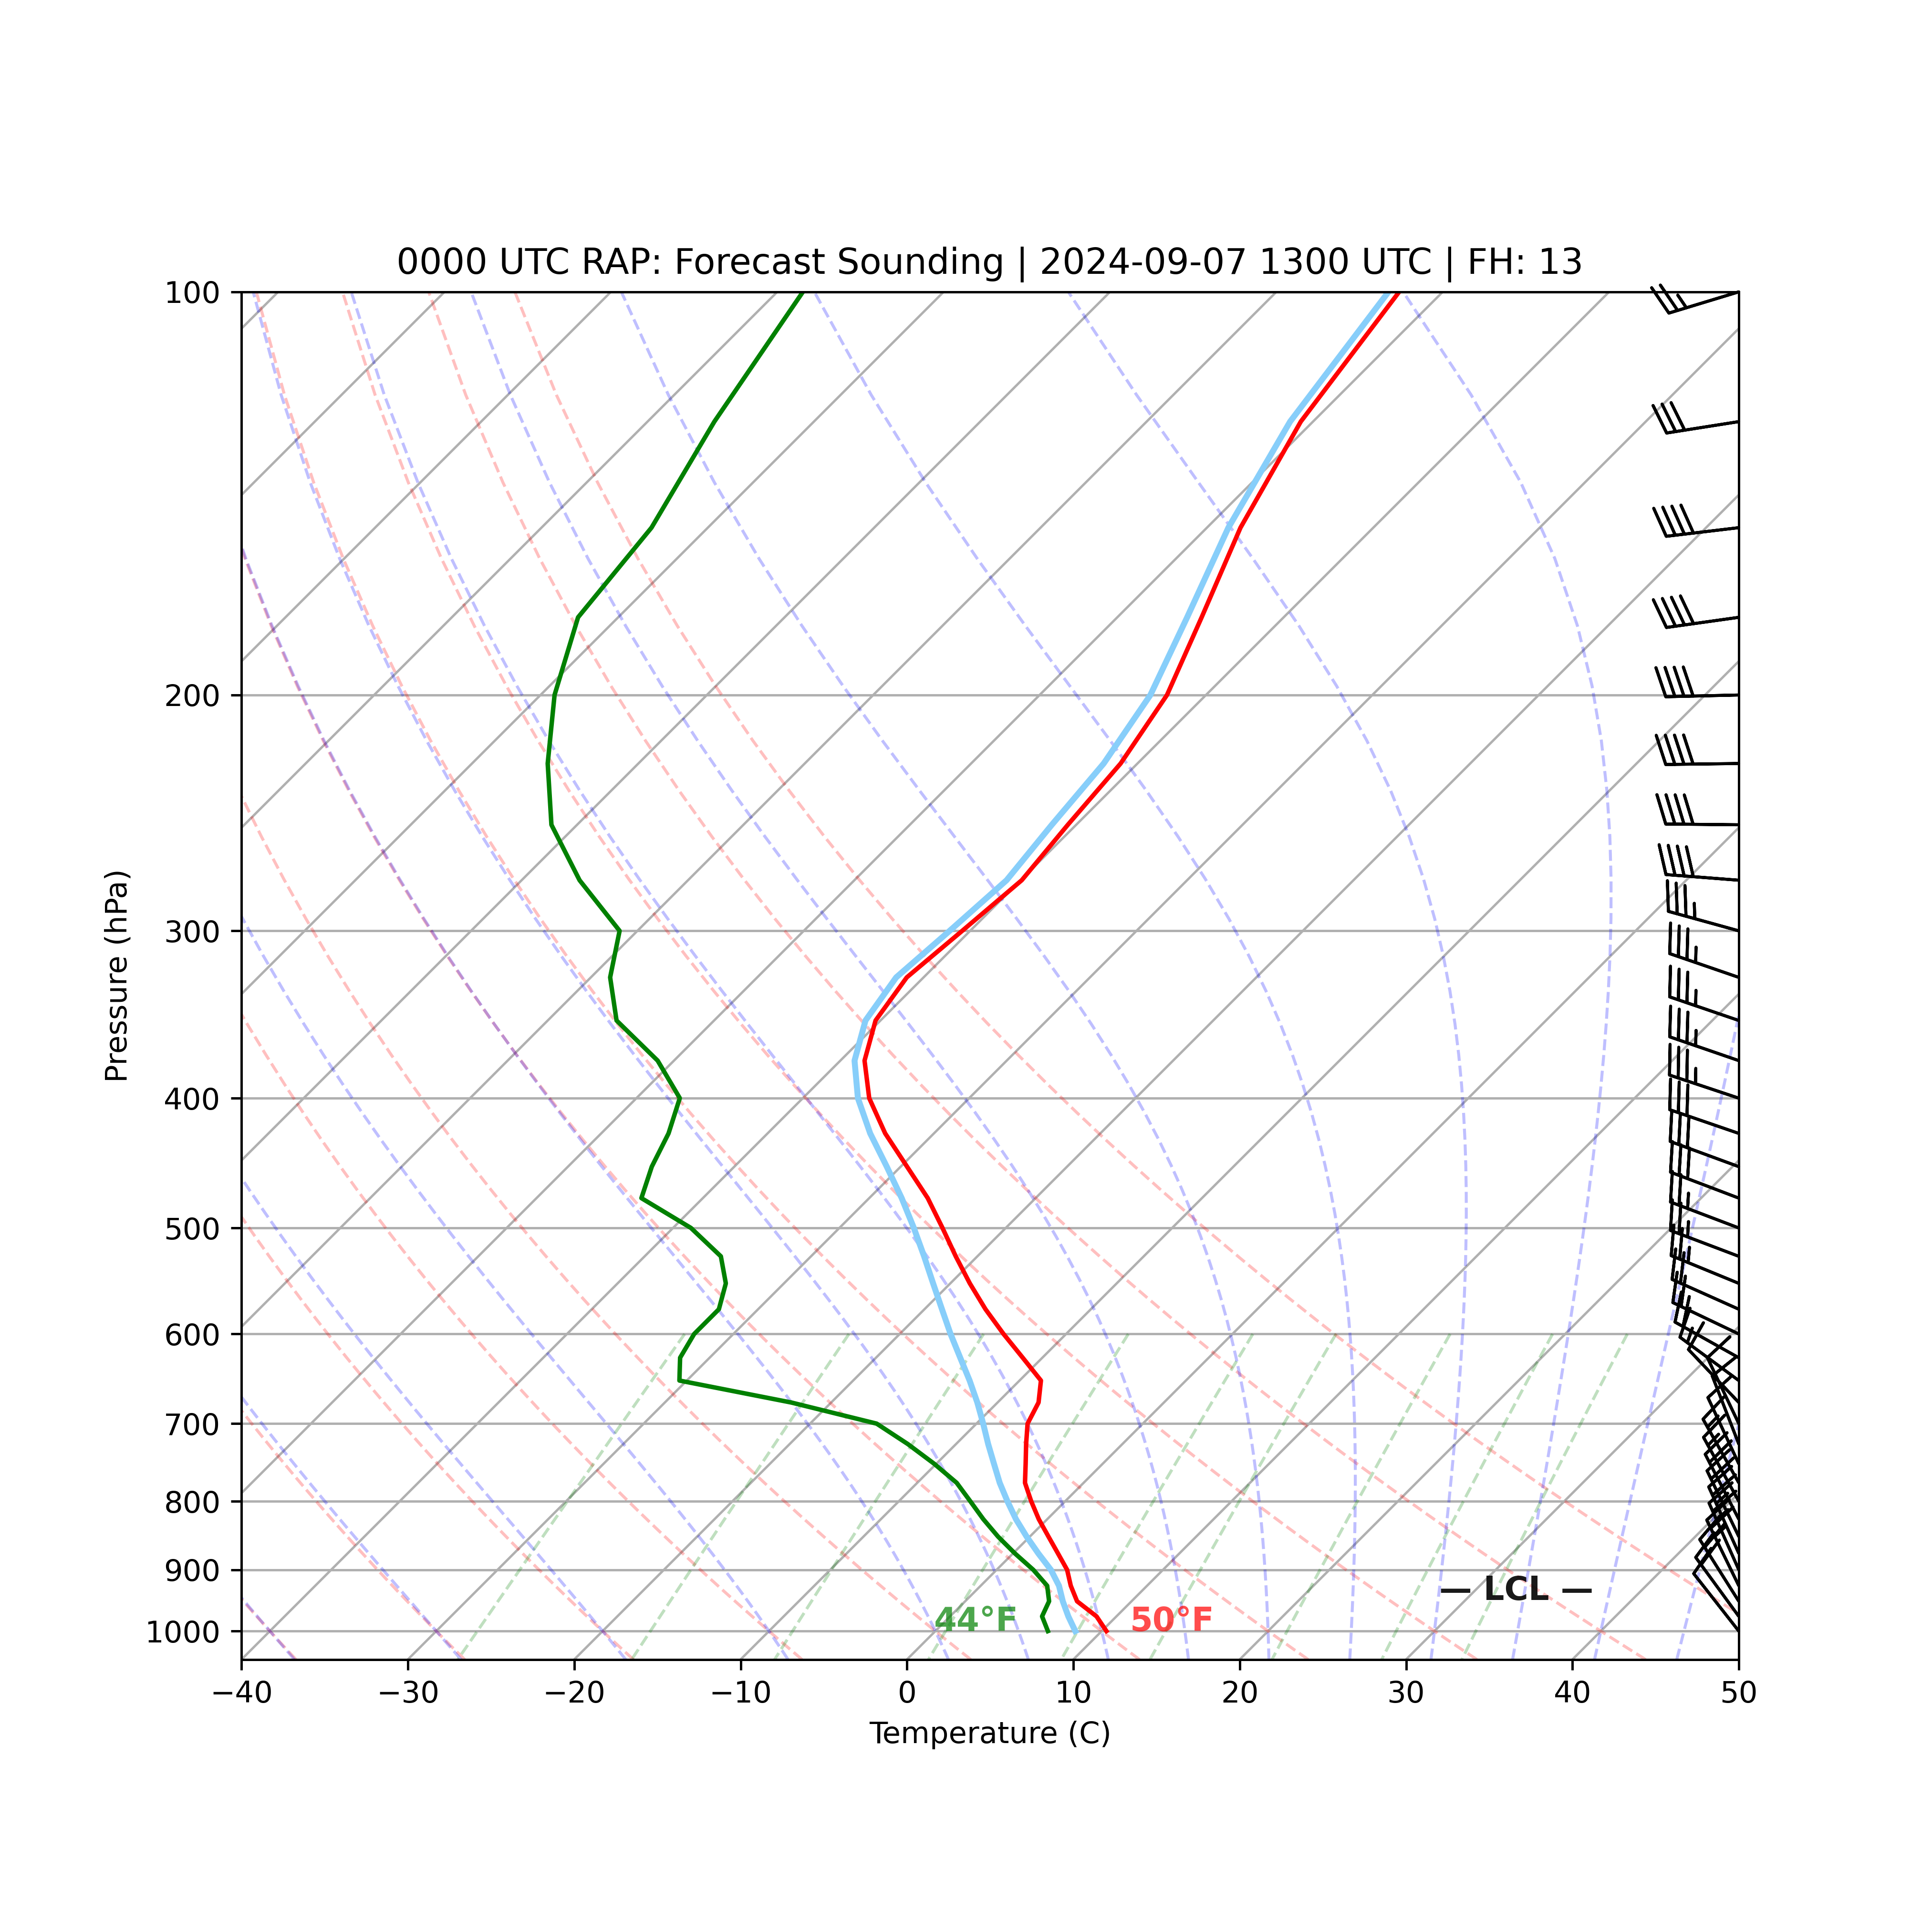 0000 UTC RAP: Forecast Sounding | 2024-09-07 1300 UTC | FH: 13
100
200
300
400
500
600
700
800
900
1000
Pressure (hPa)
— LCL —
44°F 50°F
−40 −30 −20 −10 0 10 20 30 40 50
Temperature (C)